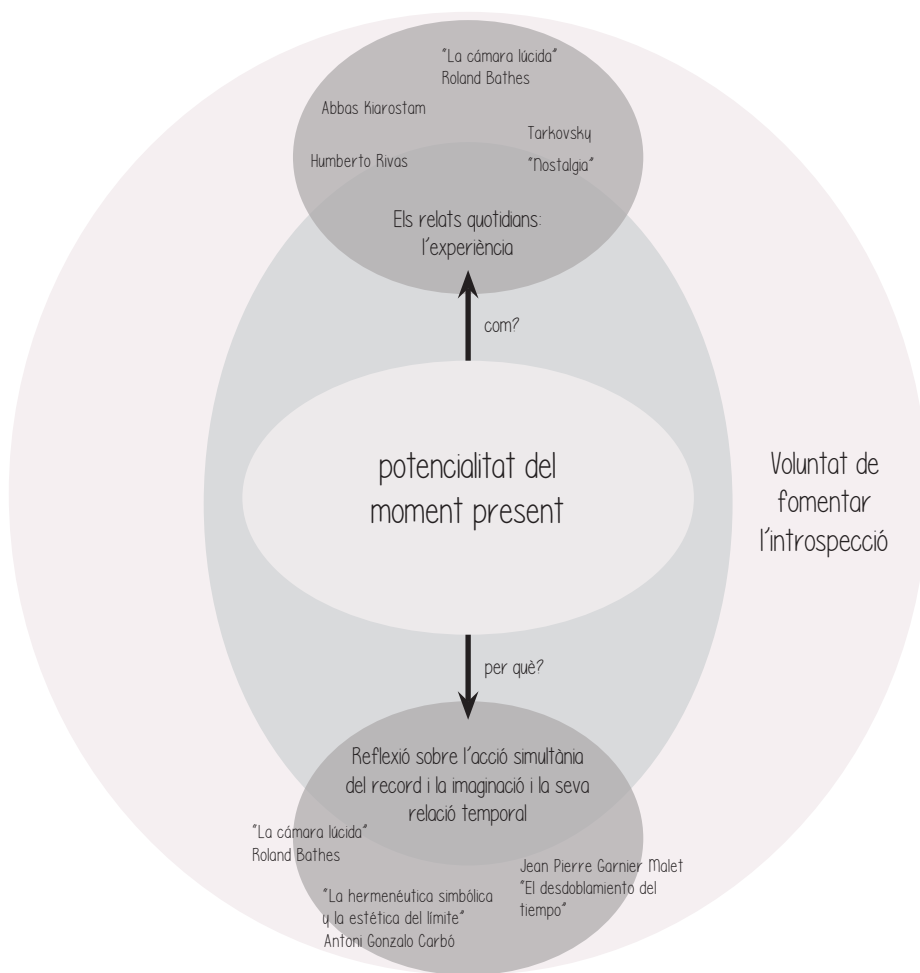 "La cámara lúcida"
Roland Bathes
Abbas Kiarostam
Tarkovsky
Humberto Rivas
"Nostalgia"
Els relats quotidians:
l'experiència
com?
potencialitat del
moment present
Voluntat de
fomentar
l'introspecció
per què?
Reflexió sobre l'acció simultània
del record i la imaginació i la seva
relació temporal
"La cámara lúcida"
Roland Bathes
Jean Pierre Garnier Malet
"El desdoblamiento del
tiempo"
"La hermenéutica simbólica
y la estética del límite"
Antoni Gonzalo Carbó